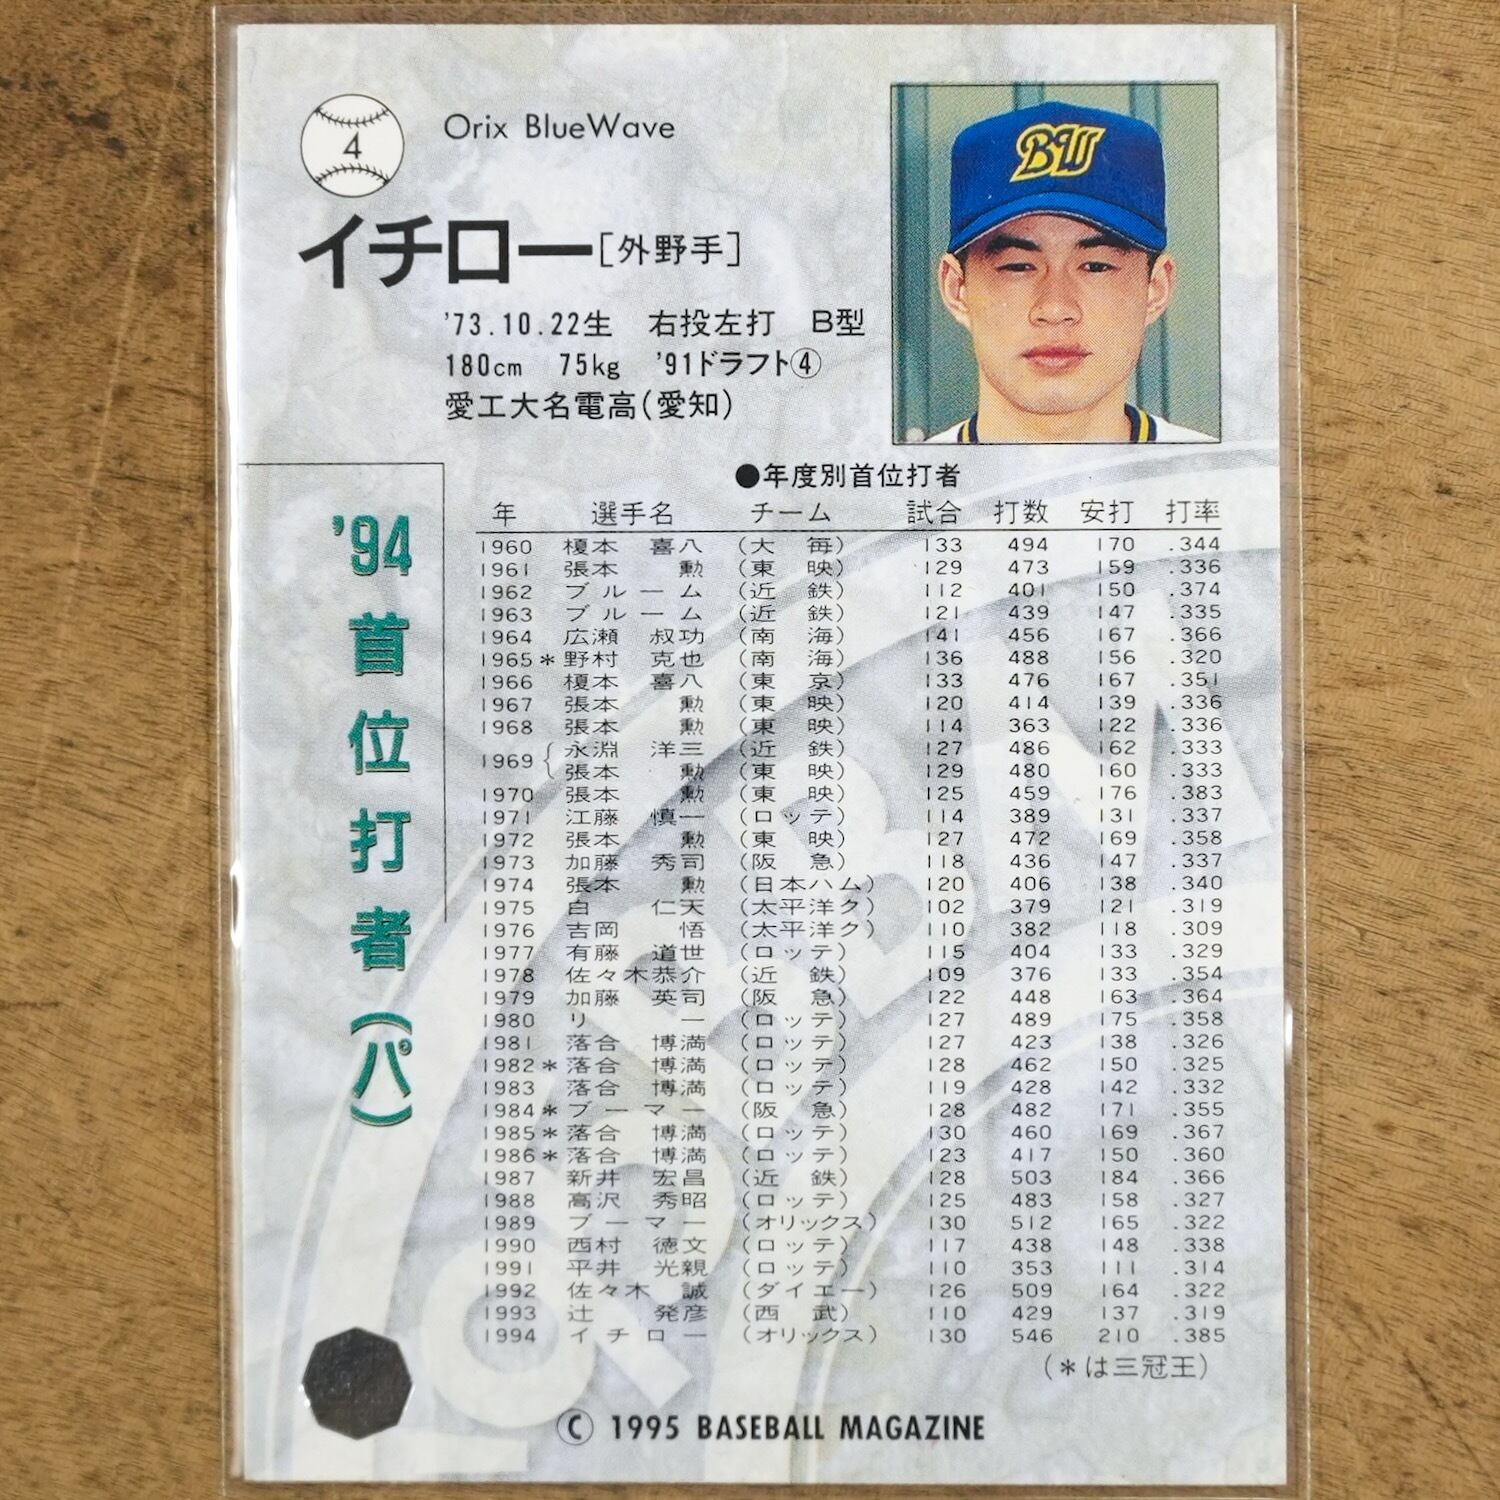 4
Orix BlueWave
BW
イチロー[外野手]
'73.10.22生 右投左打 B型
180cm 75kg '91ドラフト④
愛工大名電高(愛知)
'94首位打者(パ)
●年度別首位打者
年 選手名 チーム 試合 打数 安打 打率
1960 榎本 喜八 (大 毎) 133 494 170 .344
1961 張本 勲 (東 映) 129 473 159 .336
1962 ブルーム (近 鉄) 112 401 150 .374
1963 ブルーム (近 鉄) 121 439 147 .335
1964 広瀬 叔功 (南 海) 141 456 167 .366
1965＊野村 克也 (南 海) 136 488 156 .320
1966 榎本 喜八 (東 京) 133 476 167 .351
1967 張本 勲 (東 映) 120 414 139 .336
1968 張本 勲 (東 映) 114 363 122 .336
1969 { 永淵 洋三 (近 鉄) 127 486 162 .333
張本 勲 (東 映) 129 480 160 .333
1970 張本 勲 (東 映) 125 459 176 .383
1971 江藤 慎一 (ロッテ) 114 389 131 .337
1972 張本 勲 (東 映) 127 472 169 .358
1973 加藤 秀司 (阪 急) 118 436 147 .337
1974 張本 勲 (日本ハム) 120 406 138 .340
1975 白 仁天 (太平洋ク) 102 379 121 .319
1976 吉岡 悟 (太平洋ク) 110 382 118 .309
1977 有藤 道世 (ロッテ) 115 404 133 .329
1978 佐々木恭介 (近 鉄) 109 376 133 .354
1979 加藤 英司 (阪 急) 122 448 163 .364
1980 リー (ロッテ) 127 489 175 .358
1981 落合 博満 (ロッテ) 127 423 138 .326
1982＊落合 博満 (ロッテ) 128 462 150 .325
1983 落合 博満 (ロッテ) 119 428 142 .332
1984＊ブーマー (阪 急) 128 482 171 .355
1985＊落合 博満 (ロッテ) 130 460 169 .367
1986＊落合 博満 (ロッテ) 123 417 150 .360
1987 新井 宏昌 (近 鉄) 128 503 184 .366
1988 高沢 秀昭 (ロッテ) 125 483 158 .327
1989 ブーマー (オリックス) 130 512 165 .322
1990 西村 徳文 (ロッテ) 117 438 148 .338
1991 平井 光親 (ロッテ) 110 353 111 .314
1992 佐々木 誠 (ダイエー) 126 509 164 .322
1993 辻 発彦 (西 武) 110 429 137 .319
1994 イチロー (オリックス) 130 546 210 .385
(＊は三冠王)
© 1995 BASEBALL MAGAZINE